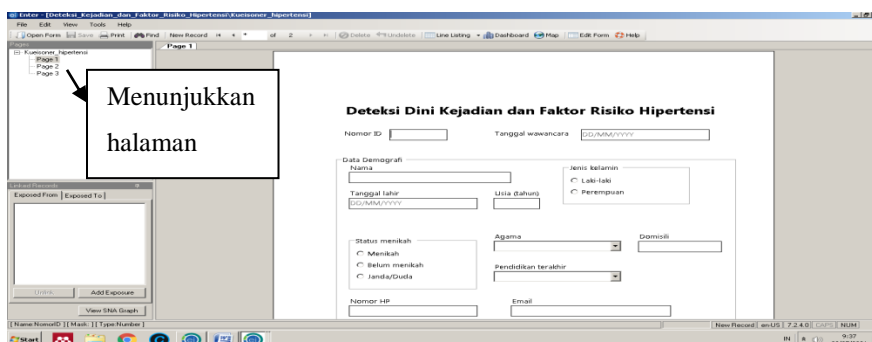 Enter - [Deteksi_Kejadian_dan_Faktor_Risiko_Hipertensi\Kueisoner_hipertensi]
File Edit View Tools Help
Open Form Save Print Find New Record * of 2 Delete Undelete Line Listing Dashboard Map Edit Form Help
Pages
Page 1
Kueisoner_hipertensi
Page 1
Page 2
Page 3
Menunjukkan
halaman
Deteksi Dini Kejadian dan Faktor Risiko Hipertensi
Nomor ID Tanggal wawancara DD/MM/YYYY
Data Demografi
Nama Jenis kelamin
Laki-laki
Perempuan
Tanggal lahir Usia (tahun)
DD/MM/YYYY
Status menikah Agama Domisili
Menikah
Belum menikah
Janda/Duda
Pendidikan terakhir
Nomor HP Email
Linked Records
Exposed From Exposed To
Unlink Add Exposure
View SNA Graph
[ Name:NomorID ] [ Mask: ] [ Type:Number ] New Record en-US 7.2.4.0 CAPS NUM
Start IN 9:37